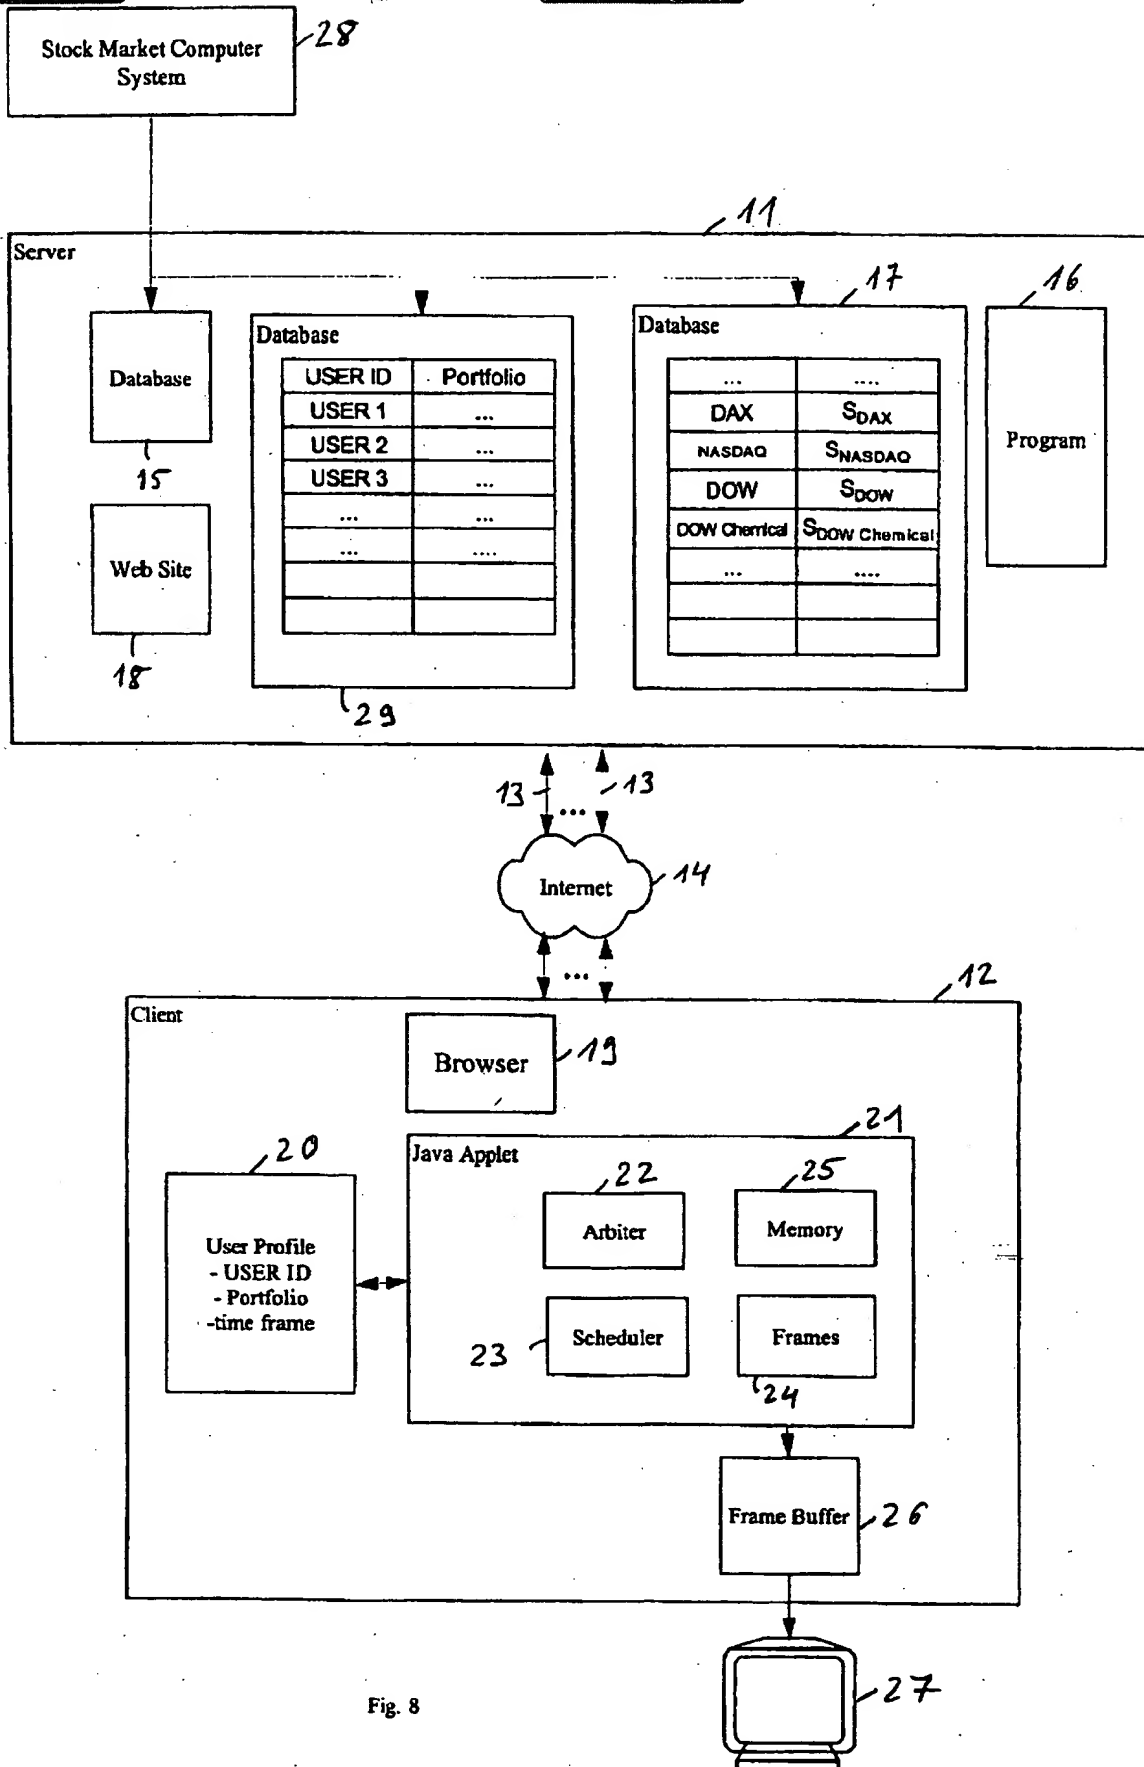 Stock Market Computer
System
28
11
Server
Database
15
Web Site
18
Database
USER ID Portfolio
USER 1 ...
USER 2 ...
USER 3 ...
... ...
... ....
29
17
Database
... ....
DAX SDAX
NASDAQ SNASDAQ
DOW SDOW
DOW Chemical SDOW Chemical
... ....
16
Program
13 ... 13
Internet
14
...
12
Client
Browser
19
20
User Profile
- USER ID
- Portfolio
-time frame
21
Java Applet
22
Arbiter
25
Memory
23
Scheduler
Frames
24
Frame Buffer
26
27
Fig. 8